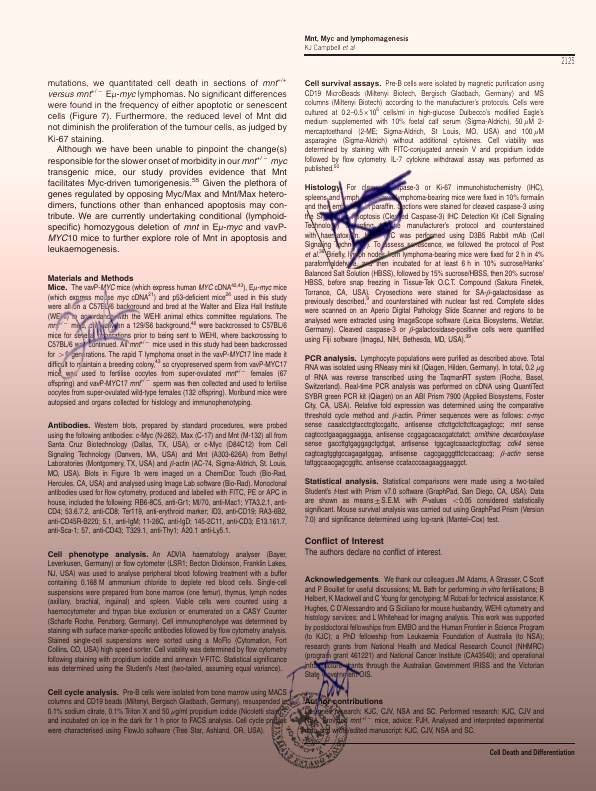 Mnt, Myc and lymphomagenesis
KJ Campbell et al
2125
mutations, we quantitated cell death in sections of mnt+/+
versus mnt+/− Eμ-myc lymphomas. No significant differences
were found in the frequency of either apoptotic or senescent
cells (Figure 7). Furthermore, the reduced level of Mnt did
not diminish the proliferation of the tumour cells, as judged by
Ki-67 staining.
Although we have been unable to pinpoint the change(s)
responsible for the slower onset of morbidity in our mnt+/− myc
transgenic mice, our study provides evidence that Mnt
facilitates Myc-driven tumorigenesis.55 Given the plethora of
genes regulated by opposing Myc/Max and Mnt/Max hetero-
dimers, functions other than enhanced apoptosis may con-
tribute. We are currently undertaking conditional (lymphoid-
specific) homozygous deletion of mnt in Eμ-myc and vavP-
MYC10 mice to further explore role of Mnt in apoptosis and
leukaemogenesis.
Materials and Methods
Mice. The vavP-MYC mice (which express human MYC cDNA42,43), Eμ-myc mice
(which express mouse myc cDNA21) and p53-deficient mice26 used in this study
were all on a C57BL/6 background and bred at the Walter and Eliza Hall Institute
(WEHI) in accordance with the WEHI animal ethics committee regulations. The
mnt+/− mice, on a 129/S6 background,46 were backcrossed to C57BL/6
mice for several generations prior to being sent to WEHI, where backcrossing to
C57BL/6 was continued. All mnt+/− mice used in this study had been backcrossed
for > generations. The rapid T lymphoma onset in the vavP-MYC17 line made it
difficult to maintain a breeding colony,43 so cryopreserved sperm from vavP-MYC17
mice was used to fertilise oocytes from super-ovulated mnt+/− females (67
offspring) and vavP-MYC17 mnt+/− sperm was then collected and used to fertilise
oocytes from super-ovulated wild-type females (132 offspring). Moribund mice were
autopsied and organs collected for histology and immunophenotyping.
Antibodies. Western blots, prepared by standard procedures, were probed
using the following antibodies: c-Myc (N-262), Max (C-17) and Mnt (M-132) all from
Santa Cruz Biotechnology (Dallas, TX, USA), or c-Myc (D84C12) from Cell
Signaling Technology (Danvers, MA, USA) and Mnt (A303-626A) from Bethyl
Laboratories (Montgomery, TX, USA) and β-actin (AC-74, Sigma-Aldrich, St. Louis,
MO, USA). Blots in Figure 1b were imaged on a ChemiDoc Touch (Bio-Rad,
Hercules, CA, USA) and analysed using Image Lab software (Bio-Rad). Monoclonal
antibodies used for flow cytometry, produced and labelled with FITC, PE or APC in
house, included the following: RB6-8C5, anti-Gr1; MI/70, anti-Mac1; YTA3.2.1, anti-
CD4; 53.6.7.2, anti-CD8; Ter119, anti-erythroid marker; ID3, anti-CD19; RA3-6B2,
anti-CD45R-B220; 5.1, anti-IgM; 11-26C, anti-IgD; 145-2C11, anti-CD3; E13.161.7,
anti-Sca-1; 57, anti-CD43; T329.1, anti-Thy1; A20.1 anti-Ly5.1.
Cell phenotype analysis. An ADVIA haematology analyser (Bayer,
Leverkusen, Germany) or flow cytometer (LSR1; Becton Dickinson, Franklin Lakes,
NJ, USA) was used to analyse peripheral blood following treatment with a buffer
containing 0.168 M ammonium chloride to deplete red blood cells. Single-cell
suspensions were prepared from bone marrow (one femur), thymus, lymph nodes
(axillary, brachial, inguinal) and spleen. Viable cells were counted using a
haemocytometer and trypan blue exclusion or enumerated on a CASY Counter
(Scharfe Roche, Penzberg, Germany). Cell immunophenotype was determined by
staining with surface marker-specific antibodies followed by flow cytometry analysis.
Stained single-cell suspensions were sorted using a MoFlo (Cytomation, Fort
Collins, CO, USA) high speed sorter. Cell viability was determined by flow cytometry
following staining with propidium iodide and annexin V-FITC. Statistical significance
was determined using the Student's t-test (two-tailed, assuming equal variance).
Cell cycle analysis. Pre-B cells were isolated from bone marrow using MACS
columns and CD19 beads (Miltenyi, Bergisch Gladbach, Germany), resuspended in
0.1% sodium citrate, 0.1% Triton X and 50 μg/ml propidium iodide (Nicoletti stain)
and incubated on ice in the dark for 1 h prior to FACS analysis. Cell cycle profiles
were characterised using FlowJo software (Tree Star, Ashland, OR, USA).
Cell survival assays. Pre-B cells were isolated by magnetic purification using
CD19 MicroBeads (Miltenyi Biotech, Bergisch Gladbach, Germany) and MS
columns (Miltenyi Biotech) according to the manufacturer's protocols. Cells were
cultured at 0.2–0.5×10⁶ cells/ml in high-glucose Dulbecco's modified Eagle's
medium supplemented with 10% foetal calf serum (Sigma-Aldrich), 50 μM 2-
mercaptoethanol (2-ME; Sigma-Aldrich, St Louis, MO, USA) and 100 μM
asparagine (Sigma-Aldrich) without additional cytokines. Cell viability was
determined by staining with FITC-conjugated annexin V and propidium iodide
followed by flow cytometry. IL-7 cytokine withdrawal assay was performed as
published.53
Histology. For cleaved caspase-3 or Ki-67 immunohistochemistry (IHC),
spleens and lymph lymphoma-bearing mice were fixed in 10% formalin
and then paraffin. Sections were stained for cleaved caspase-3 using
the Apoptosis (Cleaved Caspase-3) IHC Detection Kit (Cell Signaling
Technology) manufacturer's protocol and counterstained
with haematoxylin. IHC was performed using D3B5 Rabbit mAb (Cell
Signaling Technology). To assess senescence, we followed the protocol of Post
et al. Briefly, lymph nodes lymphoma-bearing mice were fixed for 2 h in 4%
paraformaldehyde and then incubated for at least 6 h in 10% sucrose/Hanks'
Balanced Salt Solution (HBSS), followed by 15% sucrose/HBSS, then 20% sucrose/
HBSS, before snap freezing in Tissue-Tek O.C.T. Compound (Sakura Finetek,
Torrance, CA, USA). Cryosections were stained for SA-β-galactosidase as
previously described,9 and counterstained with nuclear fast red. Complete slides
were scanned on an Aperio Digital Pathology Slide Scanner and regions to be
analysed were extracted using ImageScope software (Leica Biosystems, Wetzlar,
Germany). Cleaved caspase-3 or β-galactosidase-positive cells were quantified
using Fiji software (ImageJ, NIH, Bethesda, MD, USA).39
PCR analysis. Lymphocyte populations were purified as described above. Total
RNA was isolated using RNeasy mini kit (Qiagen, Hilden, Germany). In total, 0.2 μg
of RNA was reverse transcribed using the TaqmanRT system (Roche, Basel,
Switzerland). Real-time PCR analysis was performed on cDNA using QuantiTect
SYBR green PCR kit (Qiagen) on an ABI Prism 7900 (Applied Biosystems, Foster
City, CA, USA). Relative fold expression was determined using the comparative
threshold cycle method and β-actin. Primer sequences were as follows: c-myc
sense caaatcctgtacctcgtccgattc, antisense cttcttgctcttcttcagagtcgc; mnt sense
cagtccctgaagaggaagga, antisense ccggagcacacgatctatct; ornithine decarboxylase
sense gaccttgtgaggagctgctgat, antisense tggcagtcaaactcgtccttag; cdk4 sense
cagtcagtggtgccagagatggg, antisense cagcgagggtttctccaccaag; β-actin sense
tattggcaacgagcggttc, antisense ccatacccaagaaggaaggct.
Statistical analysis. Statistical comparisons were made using a two-tailed
Student's t-test with Prism v7.0 software (GraphPad, San Diego, CA, USA). Data
are shown as mean±S.E.M. with P-values <0.05 considered statistically
significant. Mouse survival analysis was carried out using GraphPad Prism (Version
7.0) and significance determined using log-rank (Mantel–Cox) test.
Conflict of Interest
The authors declare no conflict of interest.
Acknowledgements. We thank our colleagues JM Adams, A Strasser, C Scott
and P Bouillet for useful discussions; ML Bath for performing in vitro fertilisations; B
Helbert, K Mackwell and C Young for genotyping; M Robati for technical assistance; K
Hughes, C D'Alessandro and G Siciliano for mouse husbandry, WEHI cytometry and
histology services; and L Whitehead for imaging analysis. This work was supported
by postdoctoral fellowships from EMBO and the Human Frontier in Science Program
(to KJC); a PhD fellowship from Leukaemia Foundation of Australia (to NSA);
research grants from National Health and Medical Research Council (NHMRC)
(program grant 461221) and National Cancer Institute (CA43540); and operational
infrastructure grants through the Australian Government IRISS and the Victorian
State Government OIS.
Author contributions
Designed research: KJC, CJV, NSA and SC. Performed research: KJC, CJV and
NSA. Provided mnt+/− mice, advice: PJH. Analysed and interpreted experimental
data and wrote/edited manuscript: KJC, CJV, NSA and SC.
Cell Death and Differentiation